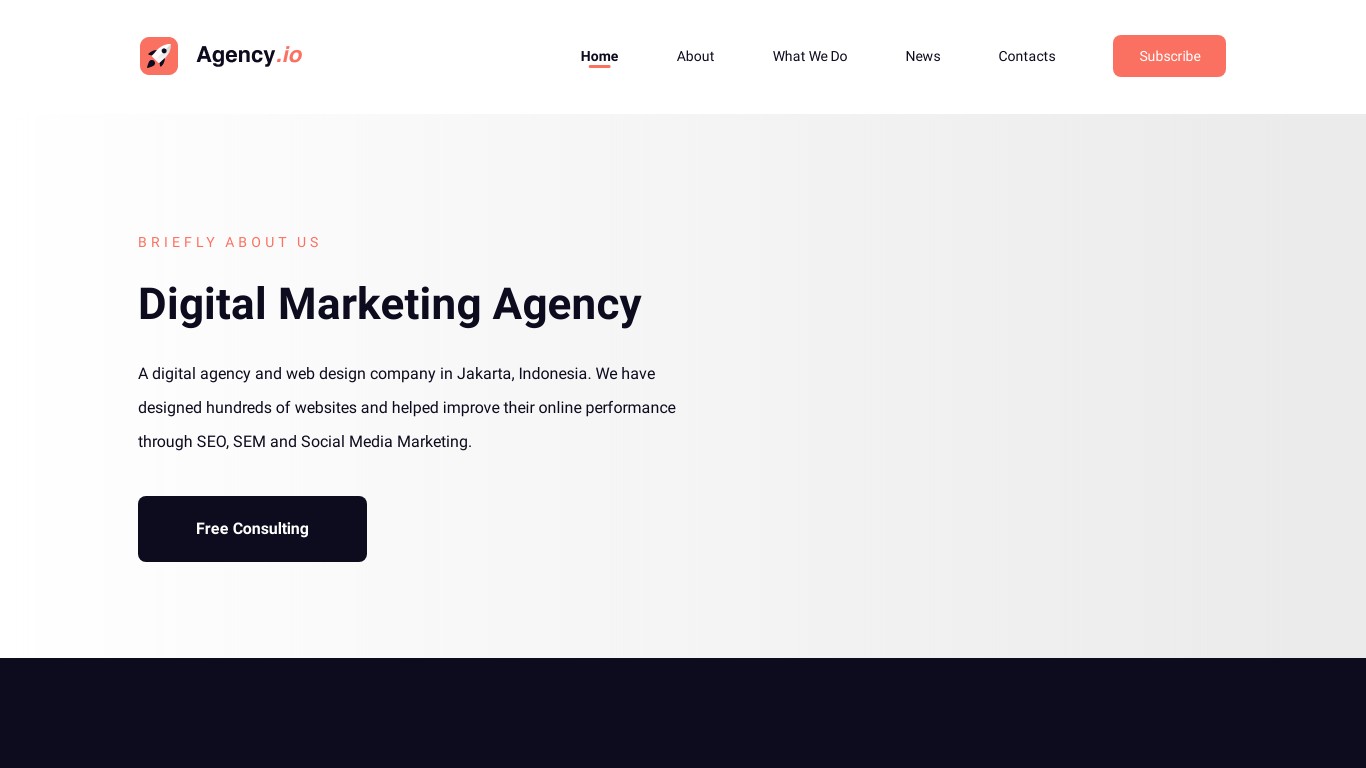 Agency.io
Home
About
What We Do
News
Contacts
Subscribe
BRIEFLY ABOUT US
Digital Marketing Agency
A digital agency and web design company in Jakarta, Indonesia. We have
designed hundreds of websites and helped improve their online performance
through SEO, SEM and Social Media Marketing.
Free Consulting